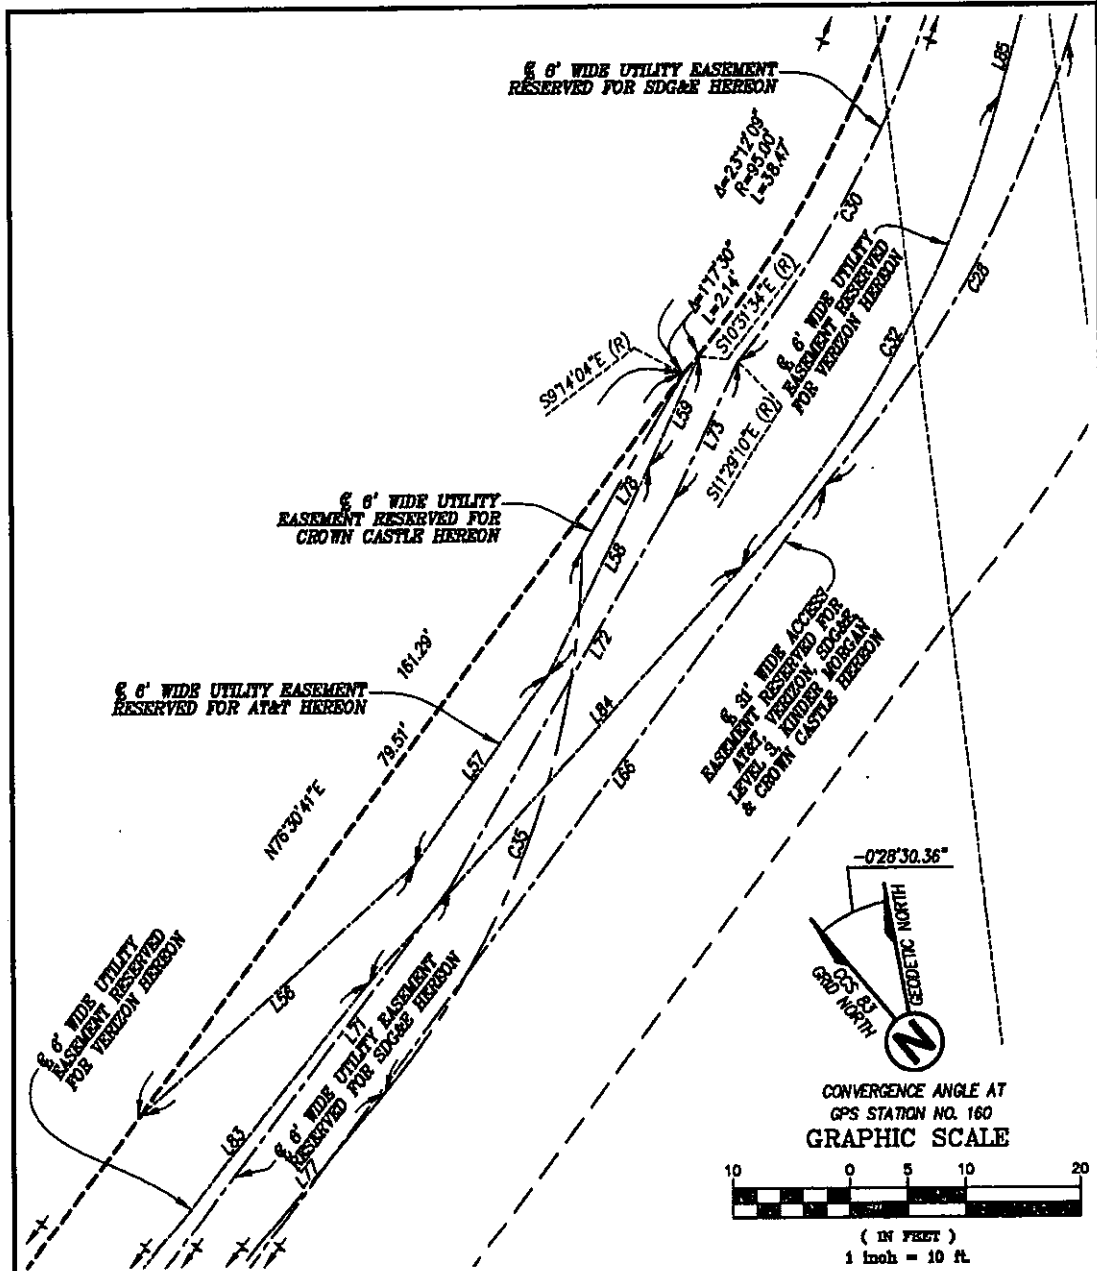 ℄ 6' WIDE UTILITY EASEMENT
RESERVED FOR SDG&E HEREON
L85
Δ=23°12'09"
R=95.00'
L=38.47'
C30
Δ=1°17'30"
L=2.14'
S10°31'34"E (R)
S9°14'04"E (R)
℄ 6' WIDE UTILITY
EASEMENT RESERVED
FOR VERIZON HEREON
C28
C32
L59
L73
S11°29'10"E (R)
L78
℄ 6' WIDE UTILITY
EASEMENT RESERVED FOR
CROWN CASTLE HEREON
L58
L72
161.29'
℄ 6' WIDE UTILITY EASEMENT
RESERVED FOR AT&T HEREON
79.51'
L84
L57
L66
℄ 31' WIDE ACCESS
EASEMENT RESERVED FOR
AT&T, VERIZON, SDG&E,
LEVEL 3, KINDER MORGAN
& CROWN CASTLE HEREON
N76°30'41"E
C35
-0°28'30.36"
GEODETIC NORTH
CCS 83
GRID NORTH
N
℄ 6' WIDE UTILITY
EASEMENT RESERVED
FOR VERIZON HEREON
L56
L71
℄ 6' WIDE UTILITY EASEMENT
RESERVED FOR SDG&E HEREON
L83
L77
CONVERGENCE ANGLE AT
GPS STATION NO. 160
GRAPHIC SCALE
10 0 5 10 20
( IN FEET )
1 inch = 10 ft.